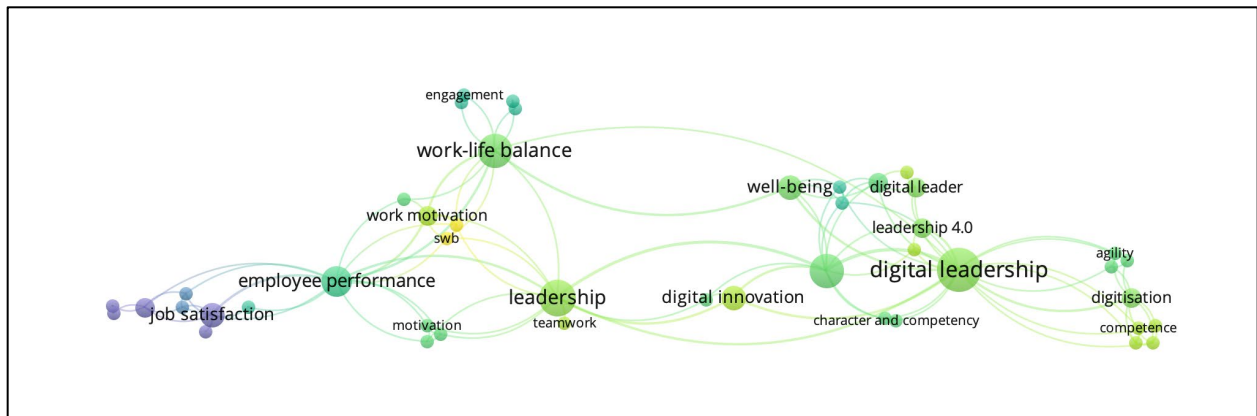 engagement
work-life balance
well-being
digital leader
work motivation
leadership 4.0
swb
agility
digital leadership
employee performance
leadership
digital innovation
digitisation
job satisfaction
motivation
teamwork
character and competency
competence